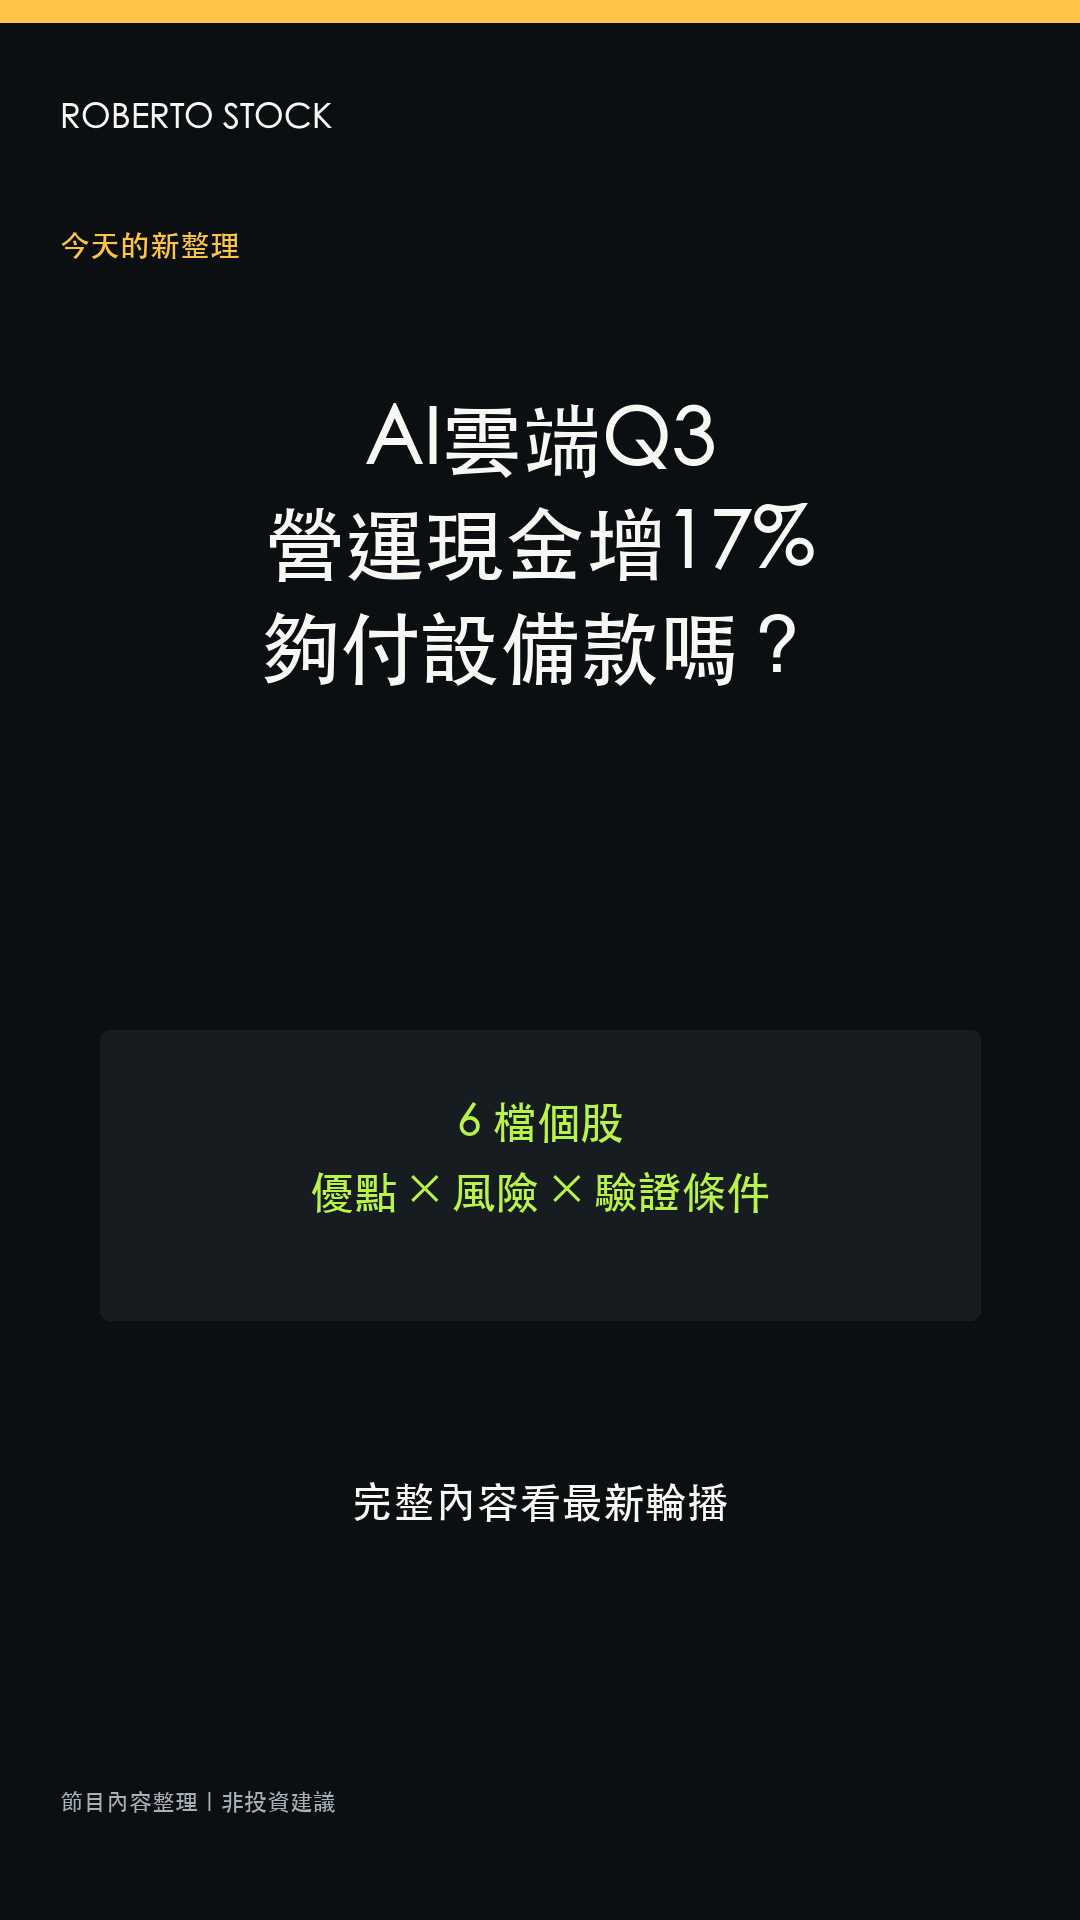 ROBERTO STOCK
今天的新整理
AI雲端Q3
營運現金增17%
夠付設備款嗎？
6 檔個股
優點 × 風險 × 驗證條件
完整內容看最新輪播
節目內容整理｜非投資建議